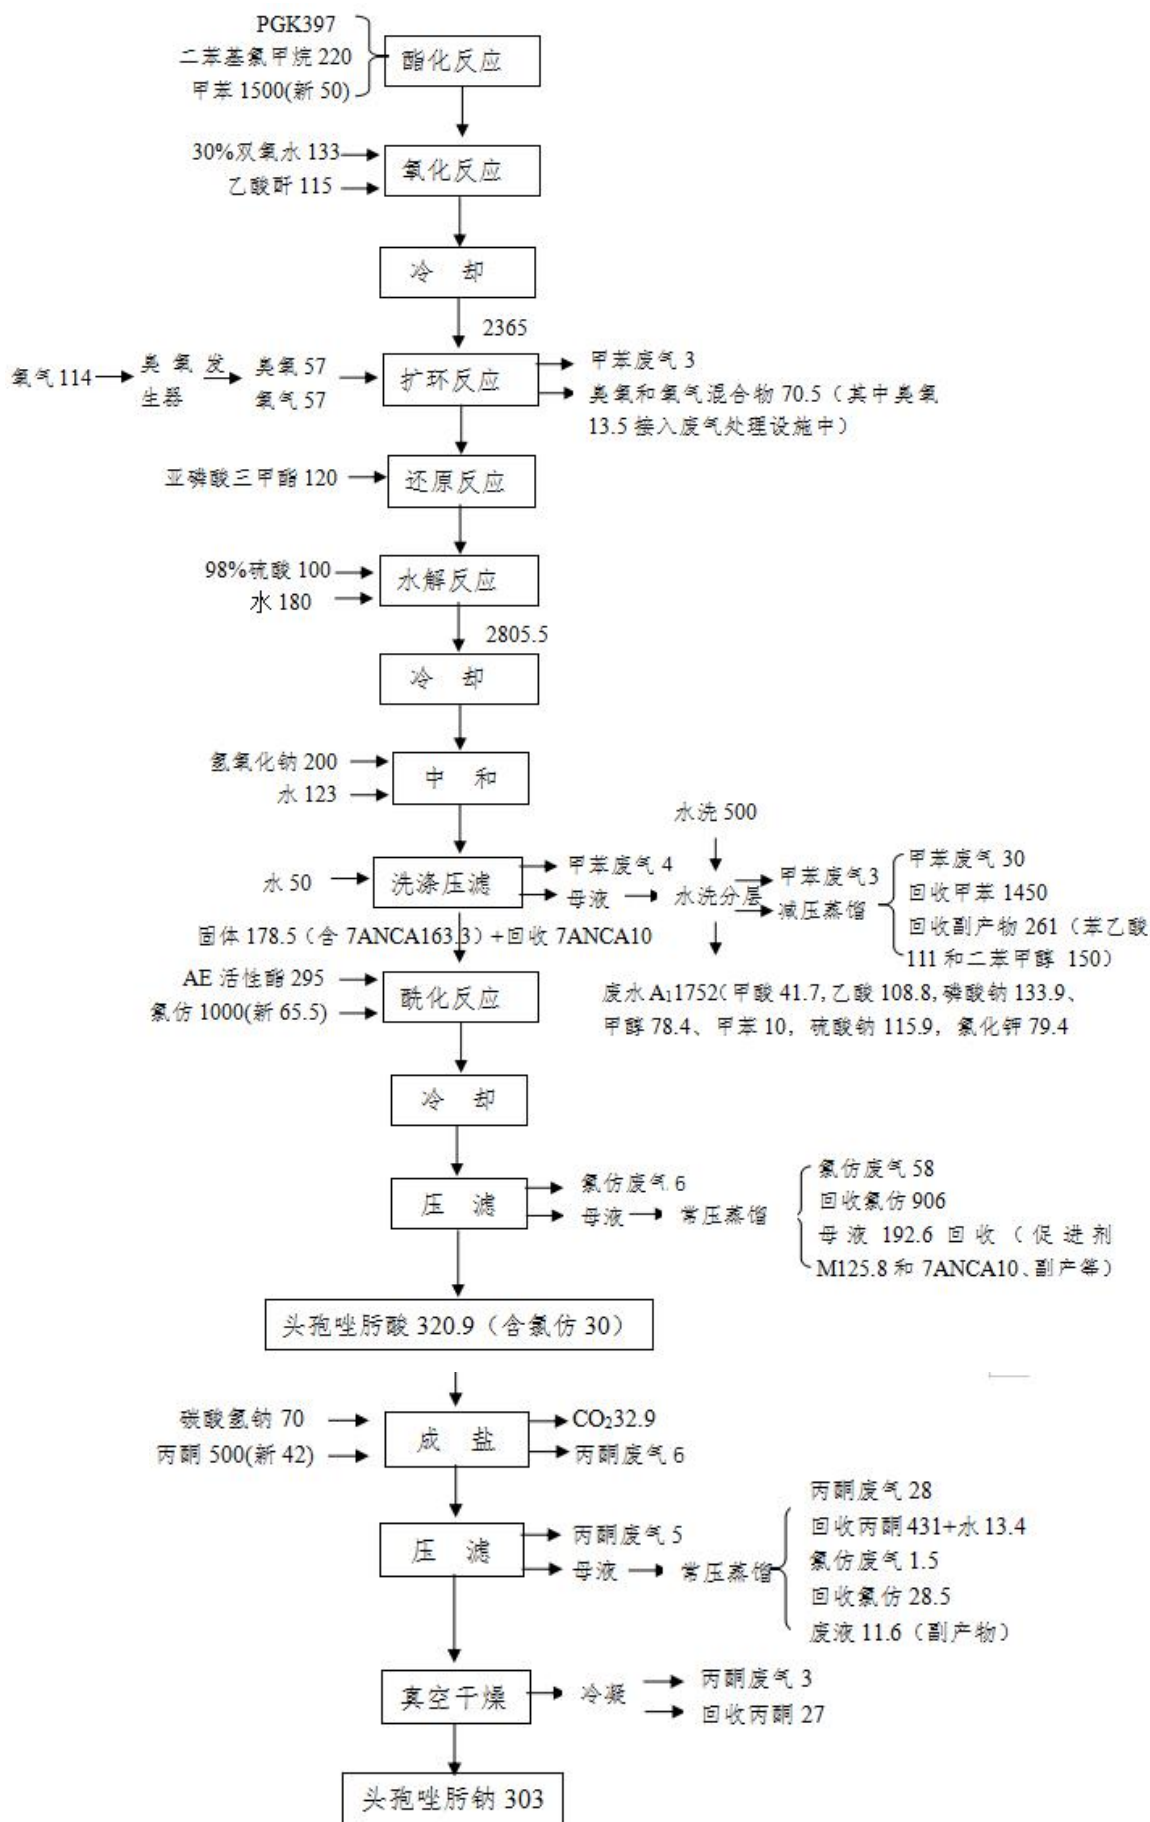 PGK397
二苯基氯甲烷 220
甲苯 1500(新 50)
酯化反应
30%双氧水 133
乙酸酐 115
氧化反应
冷 却
2365
氧气 114
臭 氧 发
生器
臭氧 57
氧气 57
扩环反应
甲苯废气 3
臭氧和氧气混合物 70.5（其中臭氧
13.5 接入废气处理设施中）
亚磷酸三甲酯 120
还原反应
98%硫酸 100
水 180
水解反应
2805.5
冷 却
氢氧化钠 200
水 123
中 和
水 50
洗涤压滤
甲苯废气 4
母液
水洗 500
水洗分层
甲苯废气3
减压蒸馏
甲苯废气 30
回收甲苯 1450
回收副产物 261（苯乙酸
111 和二苯甲醇 150）
固体 178.5（含 7ANCA163.3）+回收 7ANCA10
废水 A₁1752（甲酸 41.7, 乙酸 108.8, 磷酸钠 133.9、
甲醇 78.4、甲苯 10，硫酸钠 115.9，氯化钾 79.4
AE 活性酯 295
氯仿 1000(新 65.5)
酰化反应
冷 却
压 滤
氯仿废气 6
母液
常压蒸馏
氯仿废气 58
回收氯仿 906
母液 192.6 回收（促进剂
M125.8 和 7ANCA10、副产等）
头孢唑肟酸 320.9（含氯仿 30）
碳酸氢钠 70
丙酮 500(新 42)
成 盐
CO₂32.9
丙酮废气 6
压 滤
丙酮废气 5
母液
常压蒸馏
丙酮废气 28
回收丙酮 431+水 13.4
氯仿废气 1.5
回收氯仿 28.5
废液 11.6（副产物）
真空干燥
冷凝
丙酮废气 3
回收丙酮 27
头孢唑肟钠 303